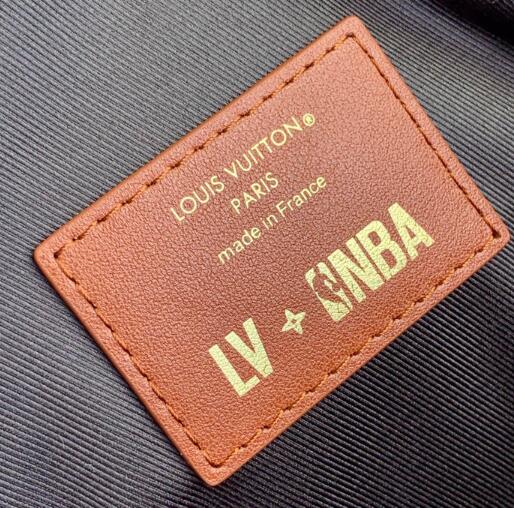 LOUIS VUITTON®
PARIS
made in France
LV + NBA